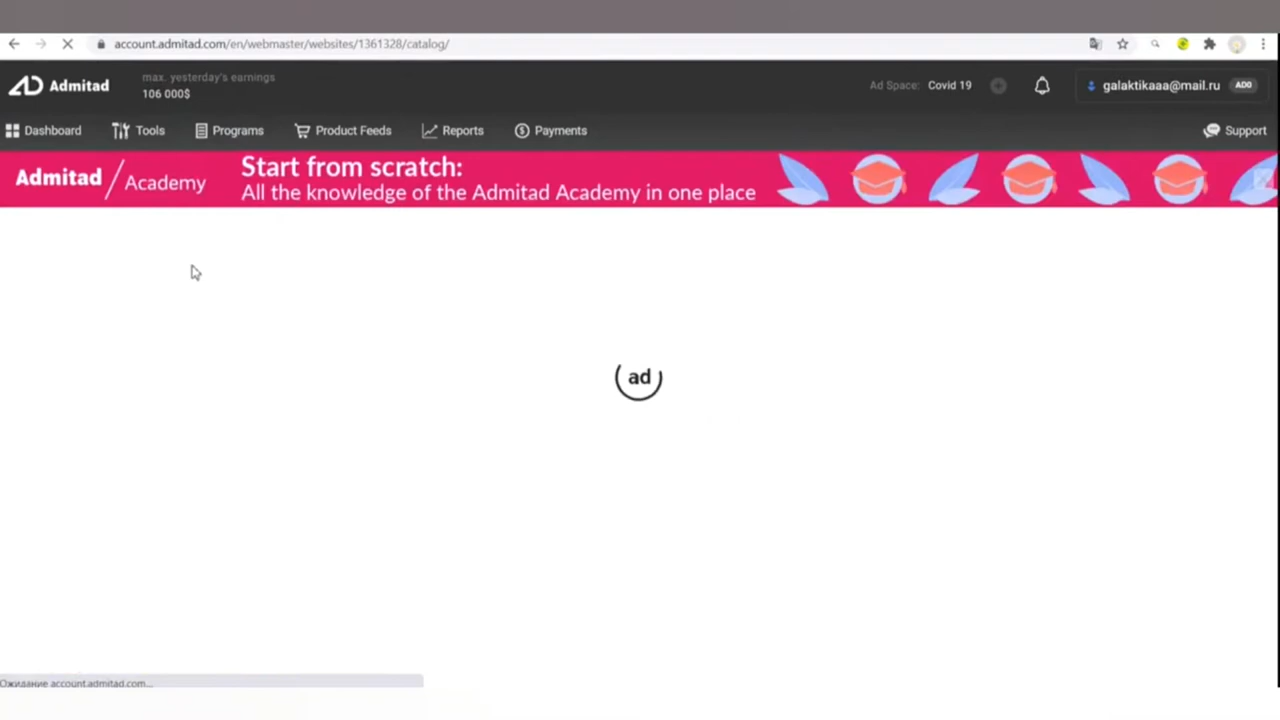 account.admitad.com/en/webmaster/websites/1361328/catalog/
Admitad
max. yesterday's earnings
106 000$
Ad Space: Covid 19
galaktikaaa@mail.ru AD0
Dashboard Tools Programs Product Feeds Reports Payments Support
Admitad / Academy
Start from scratch:
All the knowledge of the Admitad Academy in one place
ad
Ожидание account.admitad.com...